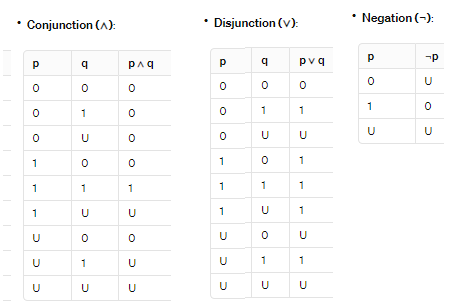 • Conjunction (∧):
p q p ∧ q
0 0 0
0 1 0
0 U 0
1 0 0
1 1 1
1 U U
U 0 0
U 1 U
U U U
• Disjunction (∨):
p q p ∨ q
0 0 0
0 1 1
0 U U
1 0 1
1 1 1
1 U 1
U 0 U
U 1 1
U U U
• Negation (¬):
p ¬p
0 U
1 0
U U